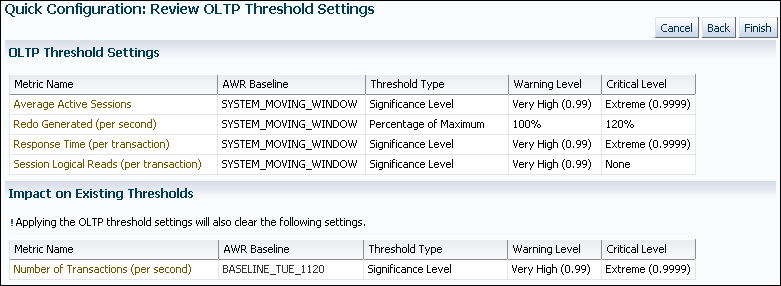 Quick Configuration: Review OLTP Threshold Settings
Cancel Back Finish
OLTP Threshold Settings
Metric Name AWR Baseline Threshold Type Warning Level Critical Level
Average Active Sessions SYSTEM_MOVING_WINDOW Significance Level Very High (0.99) Extreme (0.9999)
Redo Generated (per second) SYSTEM_MOVING_WINDOW Percentage of Maximum 100% 120%
Response Time (per transaction) SYSTEM_MOVING_WINDOW Significance Level Very High (0.99) Extreme (0.9999)
Session Logical Reads (per transaction) SYSTEM_MOVING_WINDOW Significance Level Very High (0.99) None
Impact on Existing Thresholds
! Applying the OLTP threshold settings will also clear the following settings.
Metric Name AWR Baseline Threshold Type Warning Level Critical Level
Number of Transactions (per second) BASELINE_TUE_1120 Significance Level Very High (0.99) Extreme (0.9999)